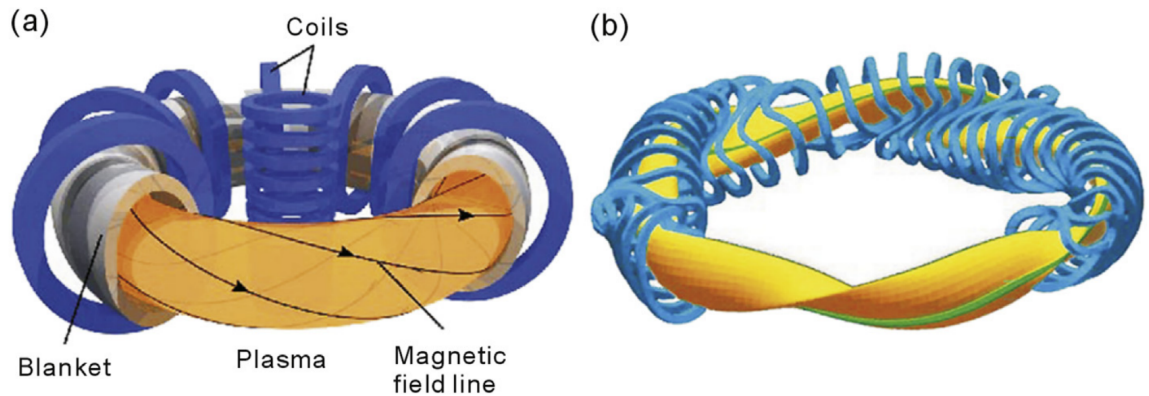 (a)
Coils
(b)
Blanket
Plasma
Magnetic
field line